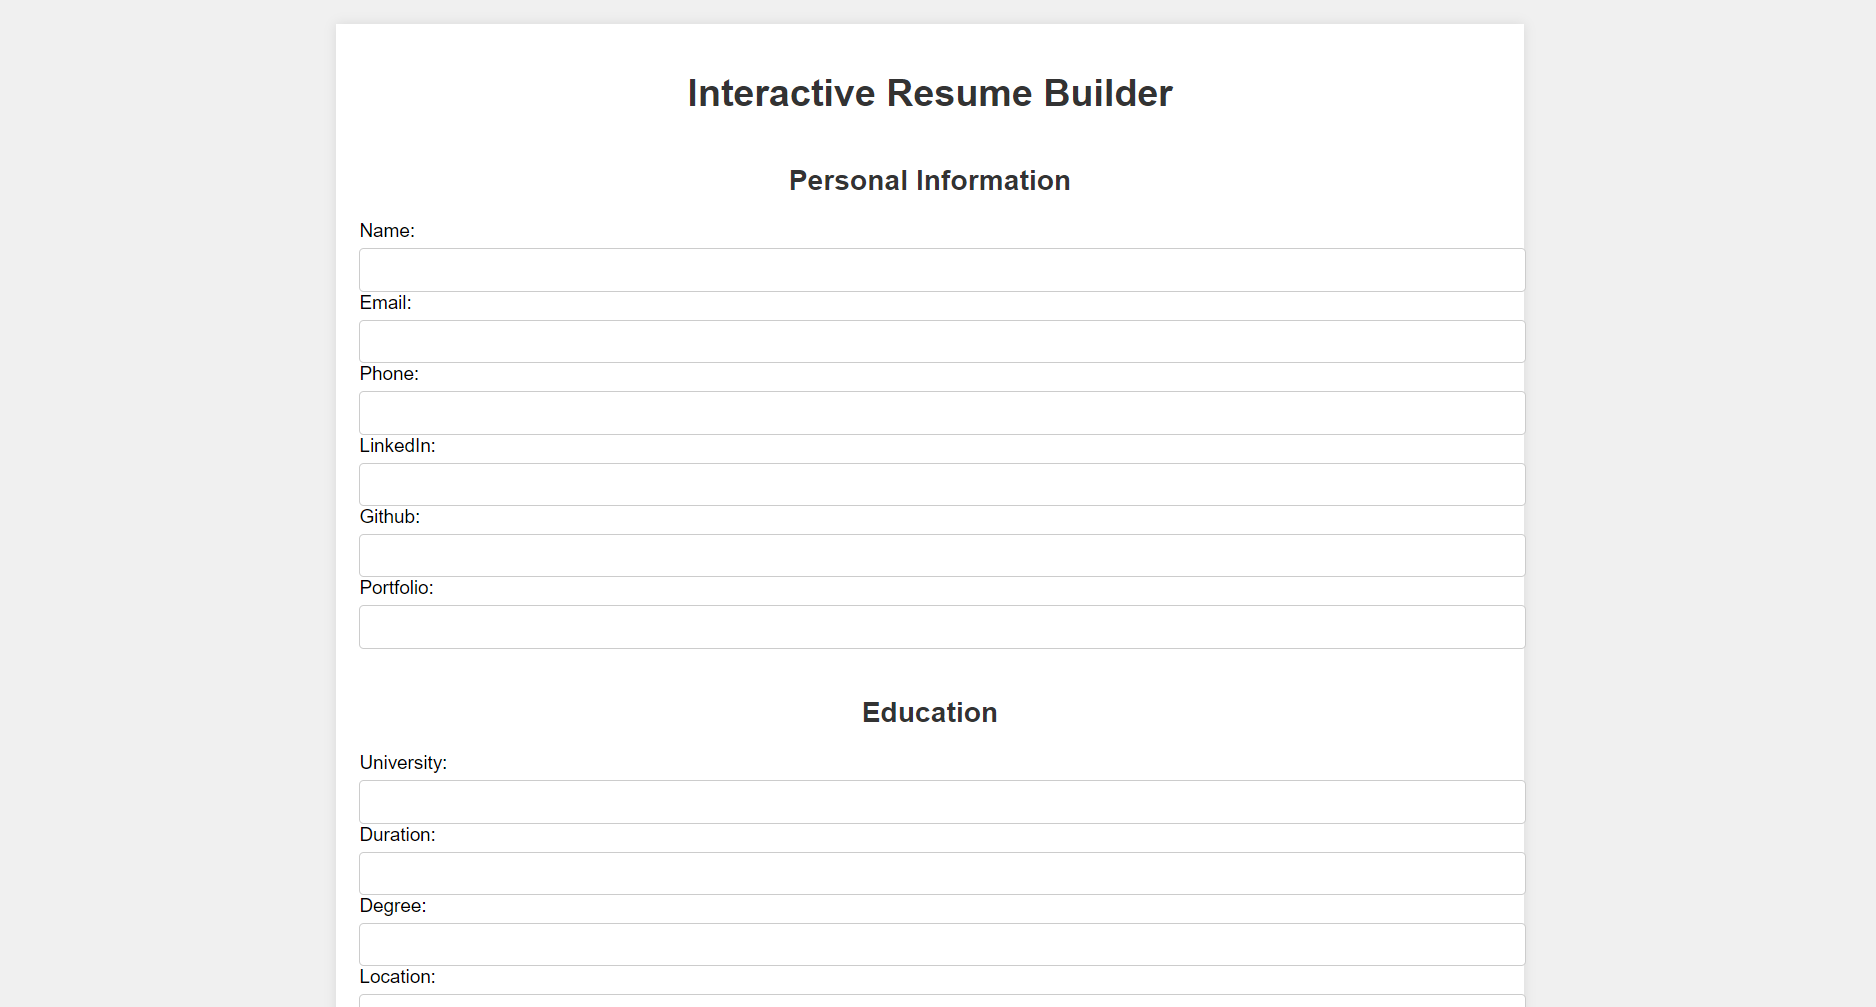 Interactive Resume Builder
Personal Information
Name:
Email:
Phone:
LinkedIn:
Github:
Portfolio:
Education
University:
Duration:
Degree:
Location: